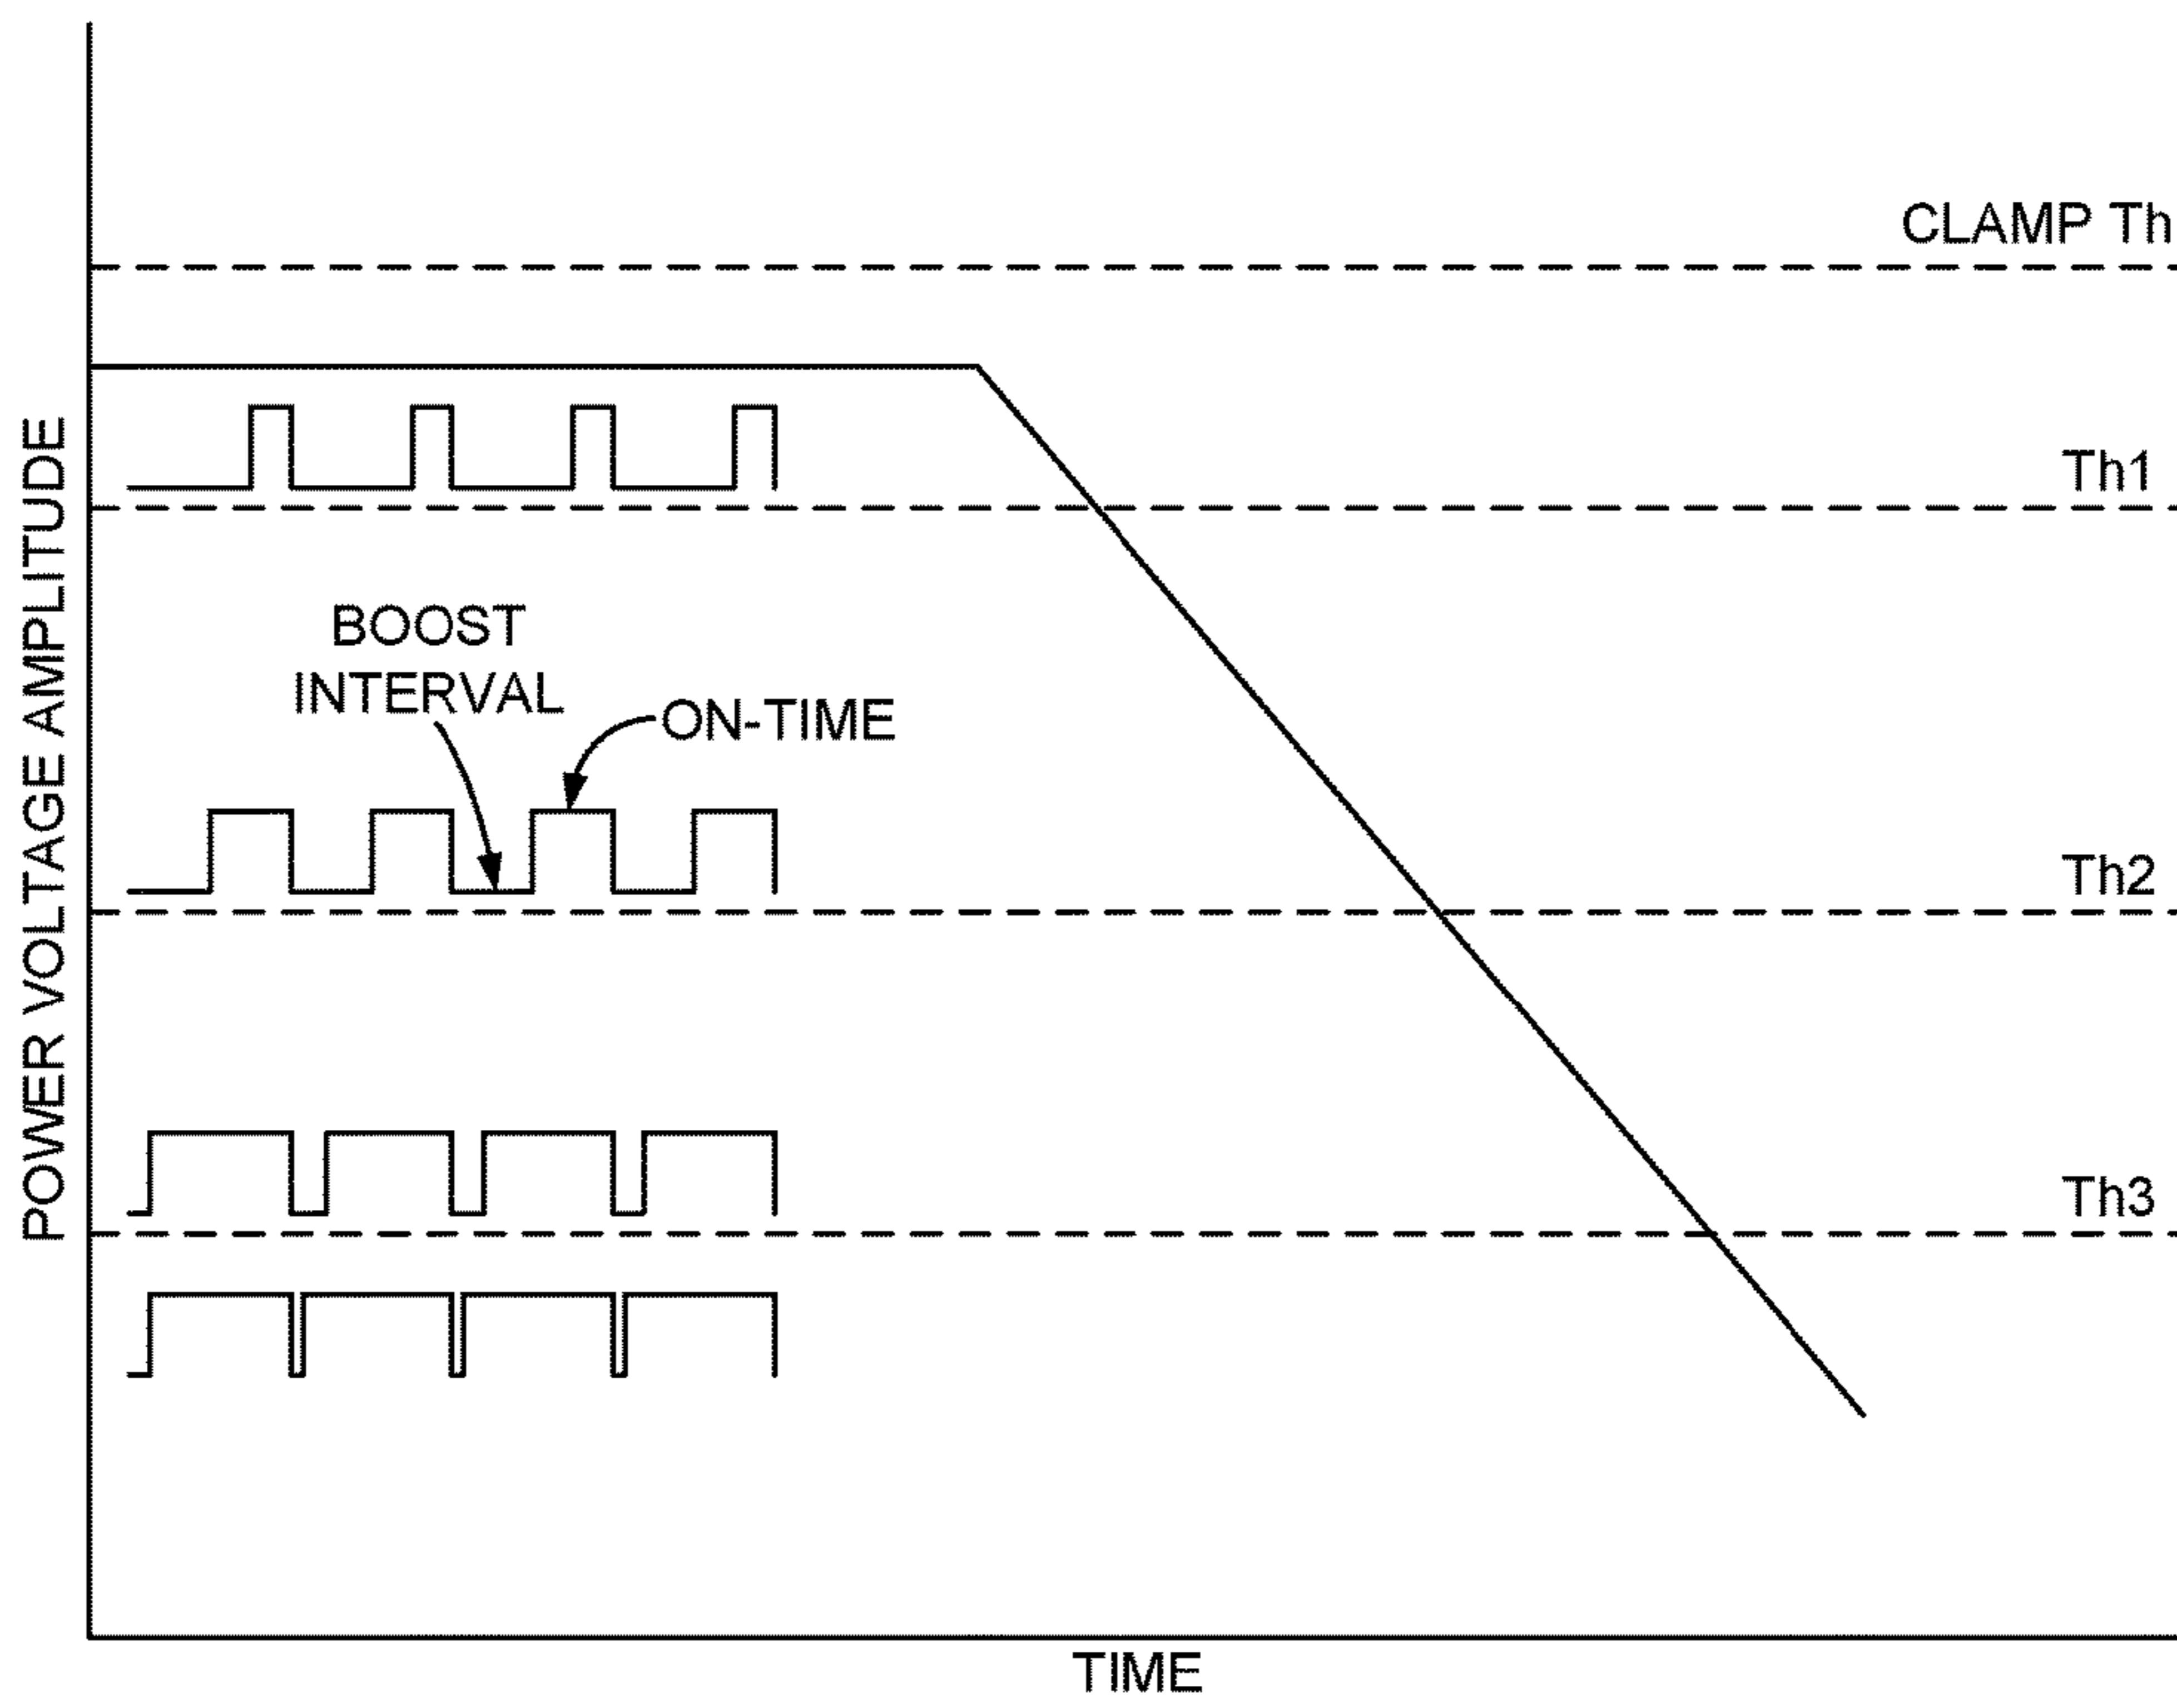 CLAMP Th
Th1
BOOST
INTERVAL
ON-TIME
Th2
Th3
POWER VOLTAGE AMPLITUDE
TIME